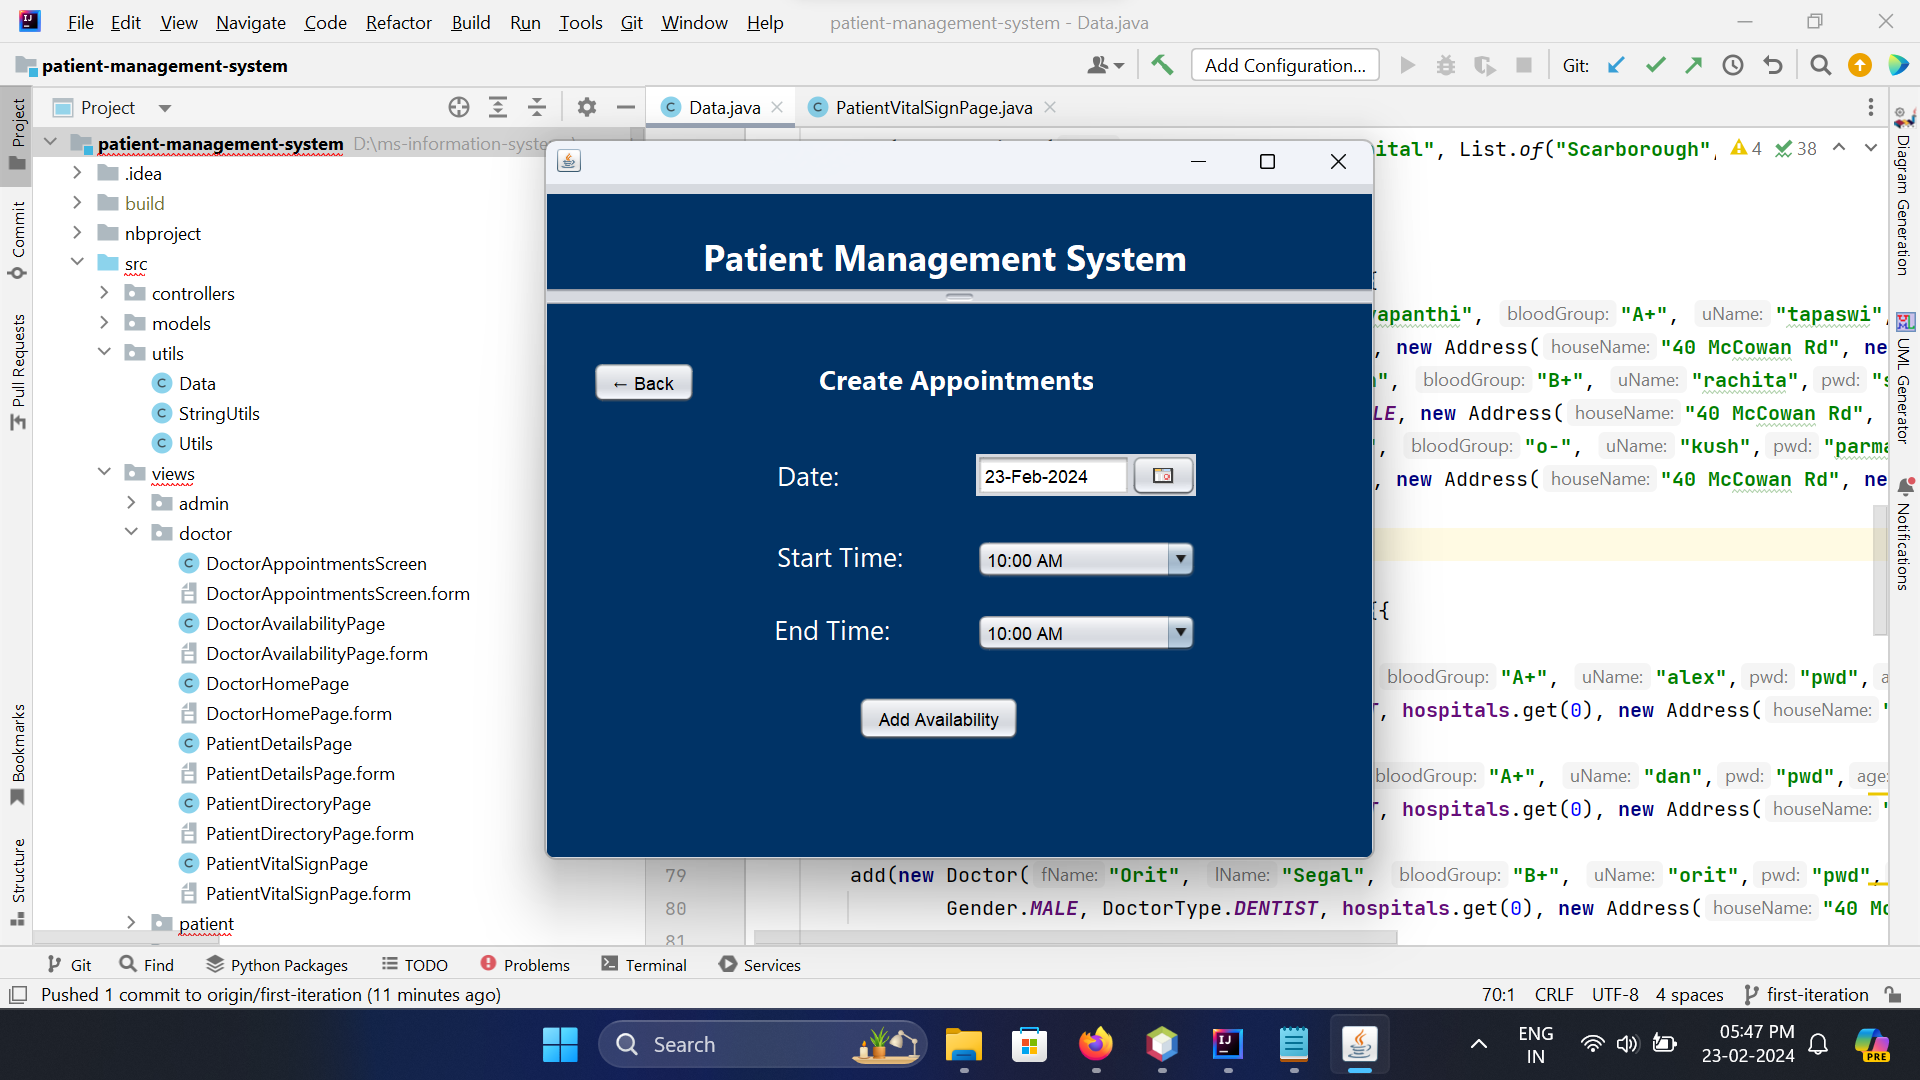 File Edit View Navigate Code Refactor Build Run Tools Git Window Help patient-management-system - Data.java
patient-management-system Add Configuration... Git:
Project Data.java PatientVitalSignPage.java
patient-management-system D:\ms-information-syste
.idea
build
nbproject
src
controllers
models
utils
Data
StringUtils
Utils
views
admin
doctor
DoctorAppointmentsScreen
DoctorAppointmentsScreen.form
DoctorAvailabilityPage
DoctorAvailabilityPage.form
DoctorHomePage
DoctorHomePage.form
PatientDetailsPage
PatientDetailsPage.form
PatientDirectoryPage
PatientDirectoryPage.form
PatientVitalSignPage
PatientVitalSignPage.form
patient
Project
Commit
Pull Requests
Bookmarks
Structure
Patient Management System
← Back
Create Appointments
Date: 23-Feb-2024
Start Time: 10:00 AM
End Time: 10:00 AM
Add Availability
ital", List.of("Scarborough", 4 38
{
yapanthi", bloodGroup: "A+", uName: "tapaswi",
, new Address( houseName: "40 McCowan Rd", ne
", bloodGroup: "B+", uName: "rachita", pwd: "s
LE, new Address( houseName: "40 McCowan Rd",
, bloodGroup: "o-", uName: "kush", pwd: "parma
, new Address( houseName: "40 McCowan Rd", ne
{{
bloodGroup: "A+", uName: "alex", pwd: "pwd", a
, hospitals.get(0), new Address( houseName: "
bloodGroup: "A+", uName: "dan", pwd: "pwd", age:
, hospitals.get(0), new Address( houseName: "
79 add(new Doctor( fName: "Orit", lName: "Segal", bloodGroup: "B+", uName: "orit", pwd: "pwd",
80 Gender.MALE, DoctorType.DENTIST, hospitals.get(0), new Address( houseName: "40 Mc
81
Diagram Generation
UML Generator
Notifications
Git Find Python Packages TODO Problems Terminal Services
Pushed 1 commit to origin/first-iteration (11 minutes ago) 70:1 CRLF UTF-8 4 spaces first-iteration
Search
ENG
IN
05:47 PM
23-02-2024
PRE